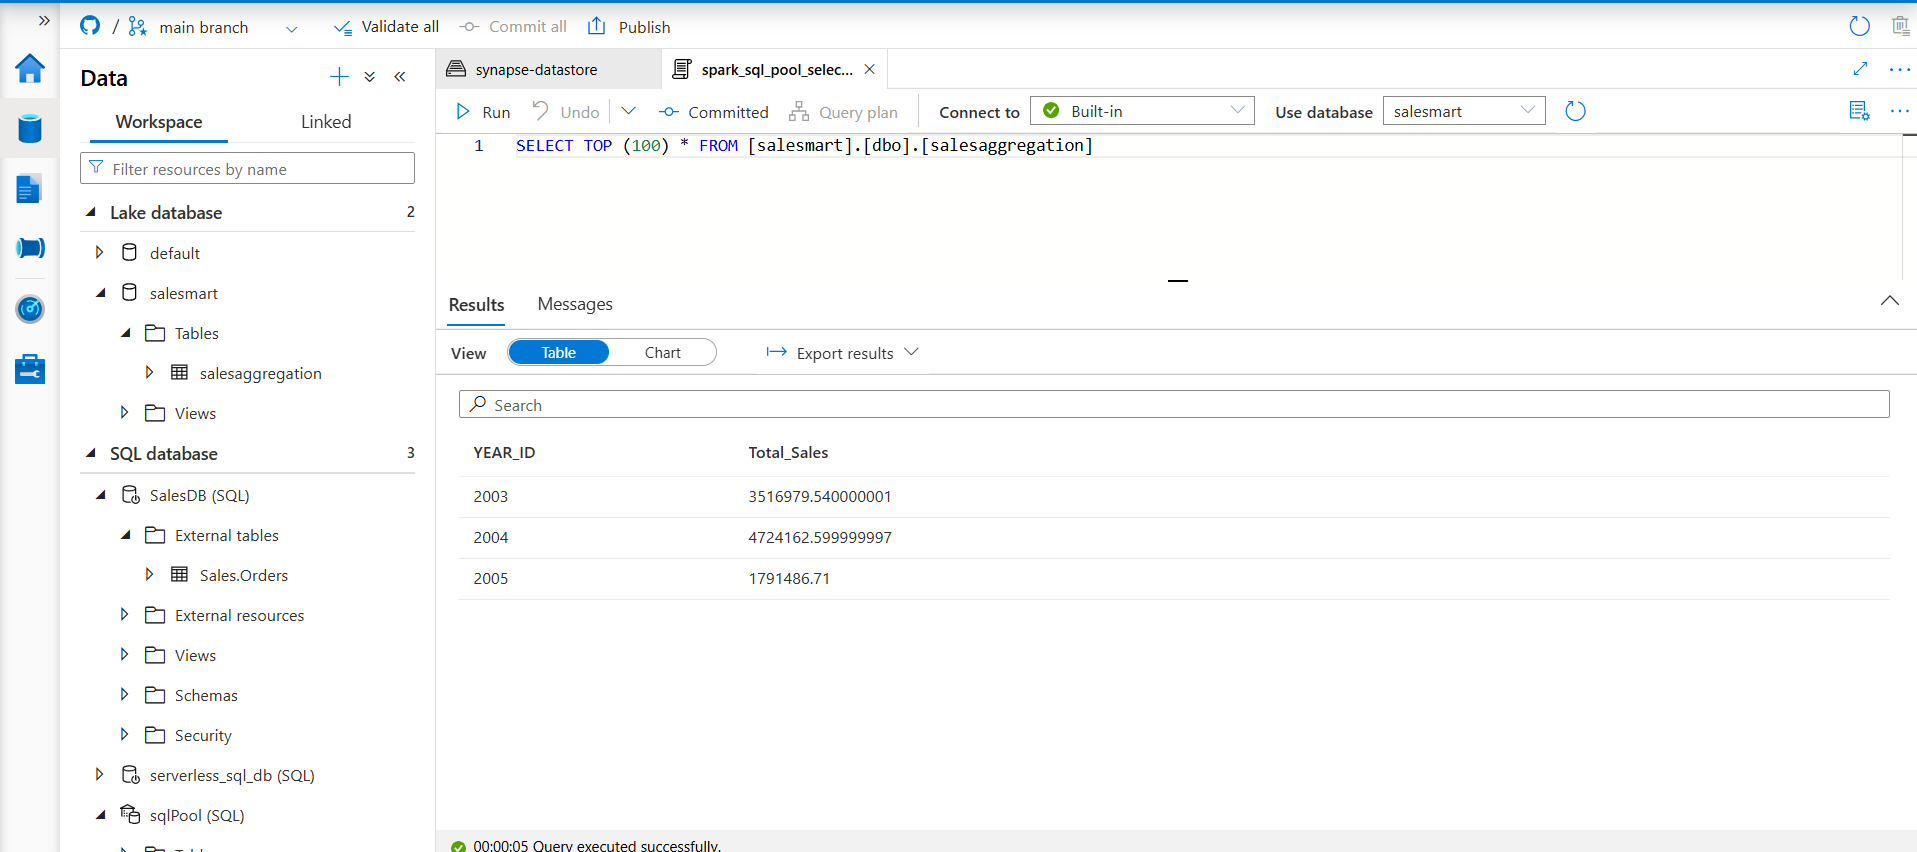 / main branch Validate all Commit all Publish
Data
Workspace Linked
Filter resources by name
Lake database 2
default
salesmart
Tables
salesaggregation
Views
SQL database 3
SalesDB (SQL)
External tables
Sales.Orders
External resources
Views
Schemas
Security
serverless_sql_db (SQL)
sqlPool (SQL)
synapse-datastore spark_sql_pool_selec...
Run Undo Committed Query plan Connect to Built-in Use database salesmart
1 SELECT TOP (100) * FROM [salesmart].[dbo].[salesaggregation]
Results Messages
View Table Chart Export results
Search
YEAR_ID Total_Sales
2003 3516979.540000001
2004 4724162.599999997
2005 1791486.71
00:00:05 Query executed successfully.